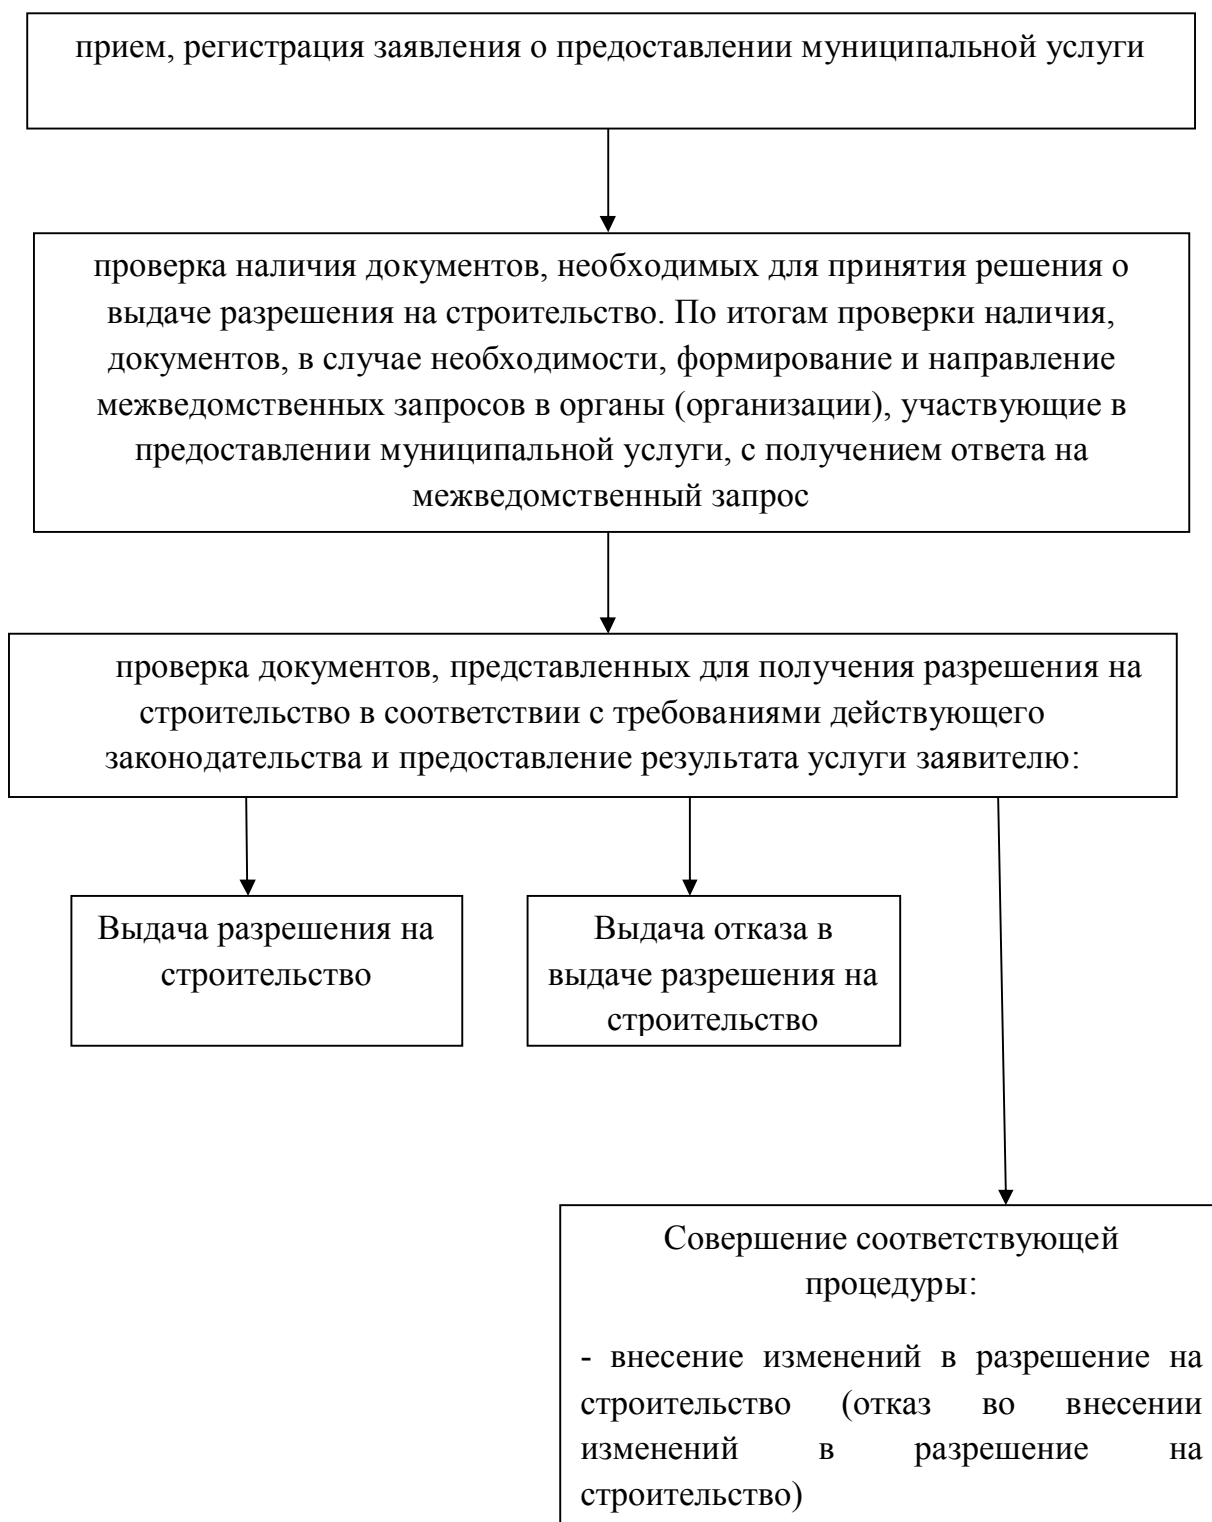 прием, регистрация заявления о предоставлении муниципальной услуги
проверка наличия документов, необходимых для принятия решения о
выдаче разрешения на строительство. По итогам проверки наличия,
документов, в случае необходимости, формирование и направление
межведомственных запросов в органы (организации), участвующие в
предоставлении муниципальной услуги, с получением ответа на
межведомственный запрос
проверка документов, представленных для получения разрешения на
строительство в соответствии с требованиями действующего
законодательства и предоставление результата услуги заявителю:
Выдача разрешения на
строительство
Выдача отказа в
выдаче разрешения на
строительство
Совершение соответствующей
процедуры:
- внесение изменений в разрешение на
строительство (отказ во внесении
изменений в разрешение на
строительство)